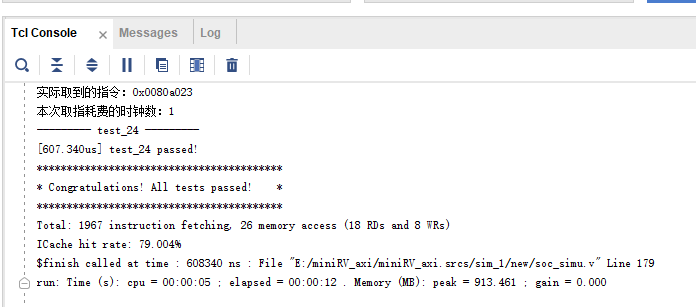 Tcl Console
Messages
Log
实际取到的指令：0x0080a023
本次取指耗费的时钟数：1
--------- test_24 ---------
[607.340us] test_24 passed!
*****************************************
* Congratulations! All tests passed!    *
*****************************************
Total: 1967 instruction fetching, 26 memory access (18 RDs and 8 WRs)
ICache hit rate: 79.004%
$finish called at time : 608340 ns : File "E:/miniRV_axi/miniRV_axi.srcs/sim_1/new/soc_simu.v" Line 179
run: Time (s): cpu = 00:00:05 ; elapsed = 00:00:12 . Memory (MB): peak = 913.461 ; gain = 0.000